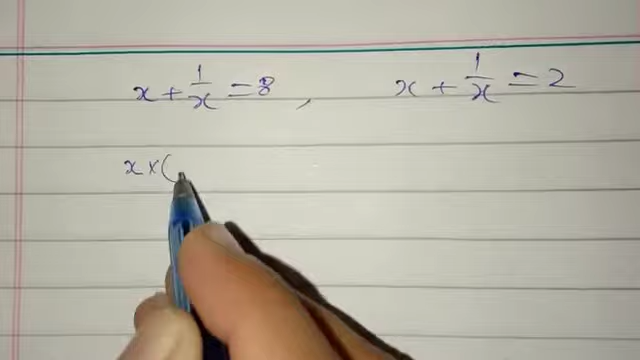 x + 1/x = 8 , x + 1/x = 2
x × (